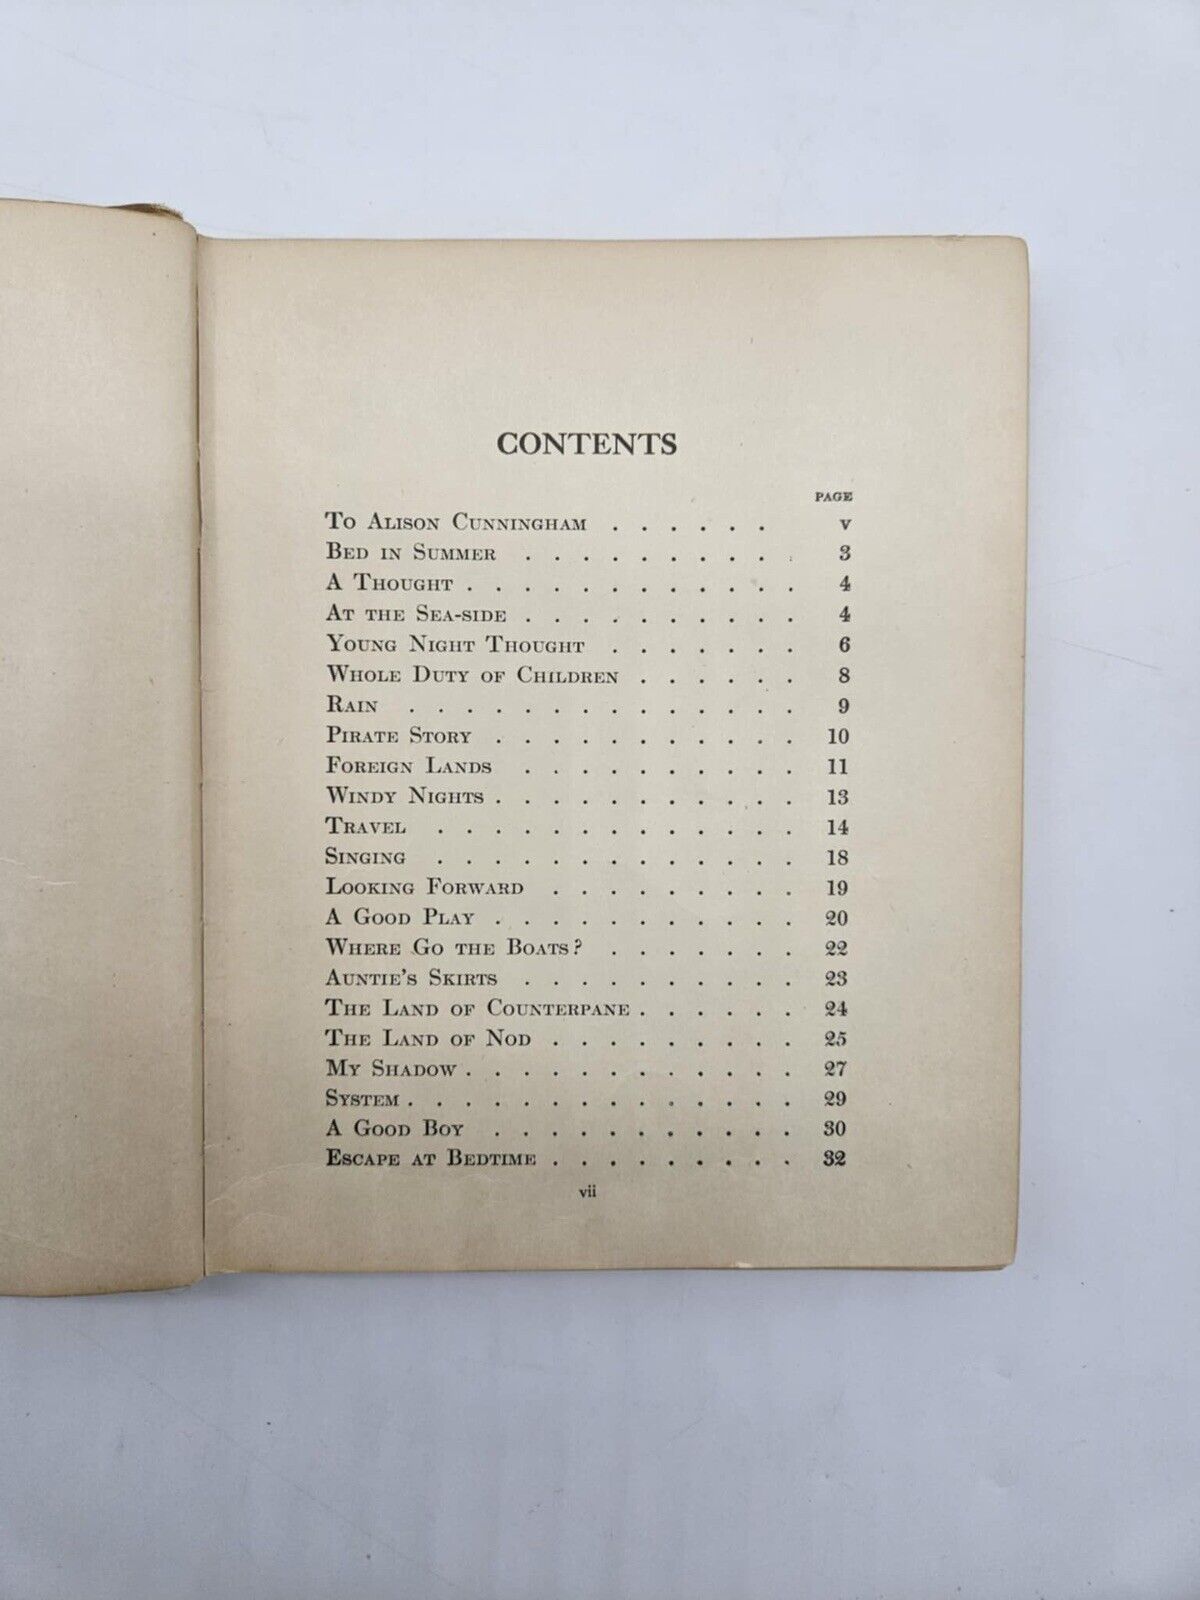 CONTENTS
PAGE
To Alison Cunningham . . . . . . v
Bed in Summer . . . . . . . . . . 3
A Thought . . . . . . . . . . . . 4
At the Sea-side . . . . . . . . . . 4
Young Night Thought . . . . . . . 6
Whole Duty of Children . . . . . . 8
Rain . . . . . . . . . . . . . . 9
Pirate Story . . . . . . . . . . . 10
Foreign Lands . . . . . . . . . . 11
Windy Nights . . . . . . . . . . . 13
Travel . . . . . . . . . . . . . 14
Singing . . . . . . . . . . . . . 18
Looking Forward . . . . . . . . . 19
A Good Play . . . . . . . . . . . 20
Where Go the Boats? . . . . . . . 22
Auntie's Skirts . . . . . . . . . . 23
The Land of Counterpane . . . . . . 24
The Land of Nod . . . . . . . . . 25
My Shadow . . . . . . . . . . . . 27
System . . . . . . . . . . . . . . 29
A Good Boy . . . . . . . . . . . 30
Escape at Bedtime . . . . . . . . . 32
vii